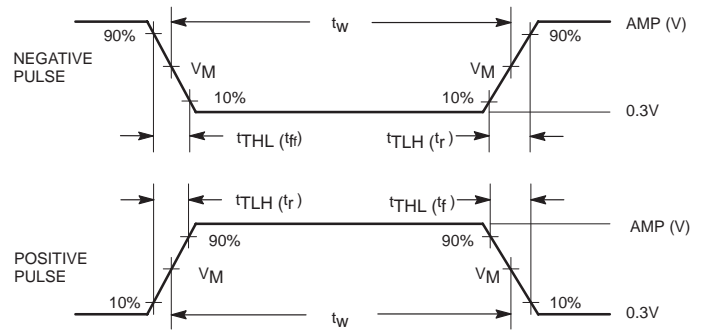 tw
AMP (V)
90%
90%
NEGATIVE
PULSE
VM
VM
10%
10%
0.3V
tTHL (tff)
tTLH (tr)
tTLH (tr)
tTHL (tf)
AMP (V)
90%
90%
POSITIVE
PULSE
VM
VM
10%
10%
0.3V
tw